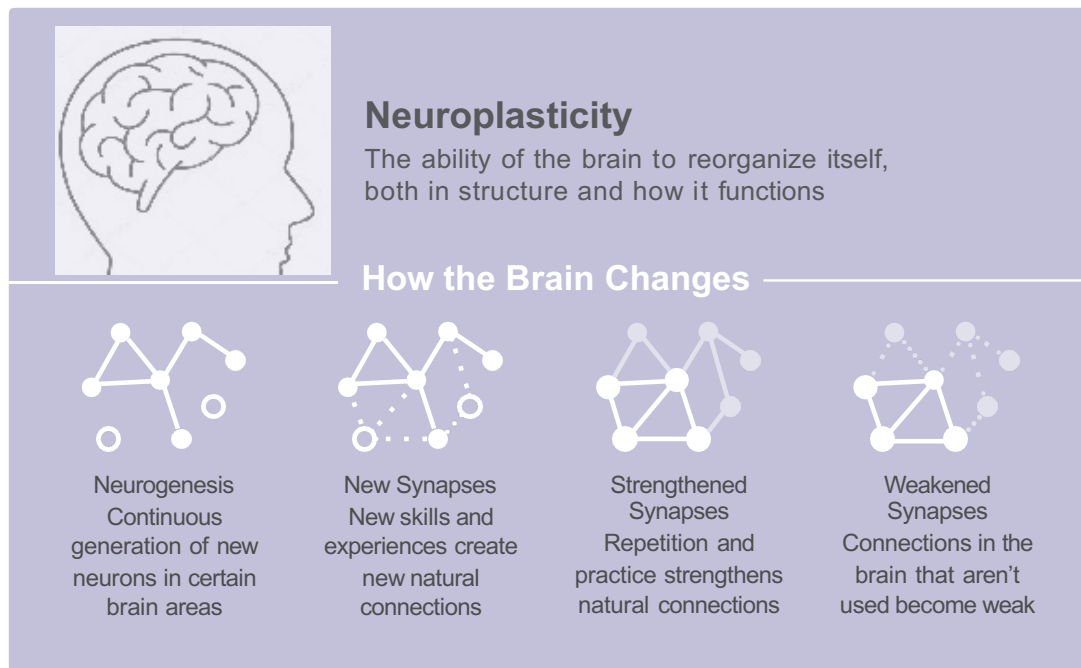 Neuroplasticity
The ability of the brain to reorganize itself,
both in structure and how it functions
How the Brain Changes
Neurogenesis
Continuous
generation of new
neurons in certain
brain areas
New Synapses
New skills and
experiences create
new natural
connections
Strengthened
Synapses
Repetition and
practice strengthens
natural connections
Weakened
Synapses
Connections in the
brain that aren’t
used become weak